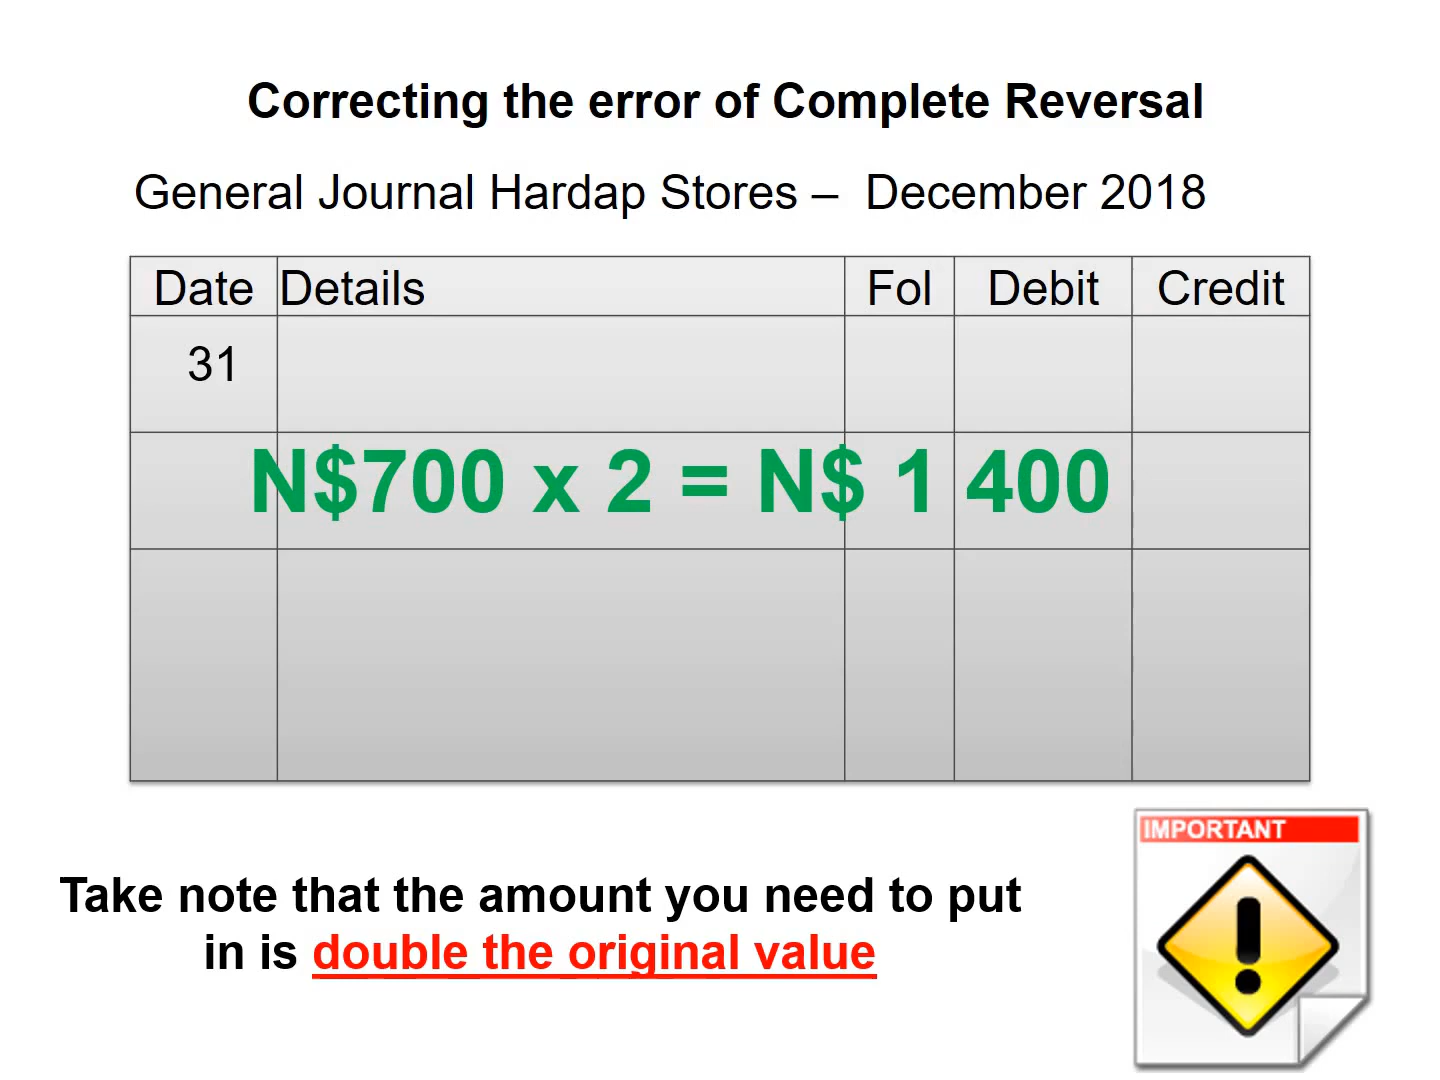 Correcting the error of Complete Reversal
General Journal Hardap Stores – December 2018
Date Details Fol Debit Credit
31
N$700 x 2 = N$ 1 400
IMPORTANT
Take note that the amount you need to put
in is double the original value